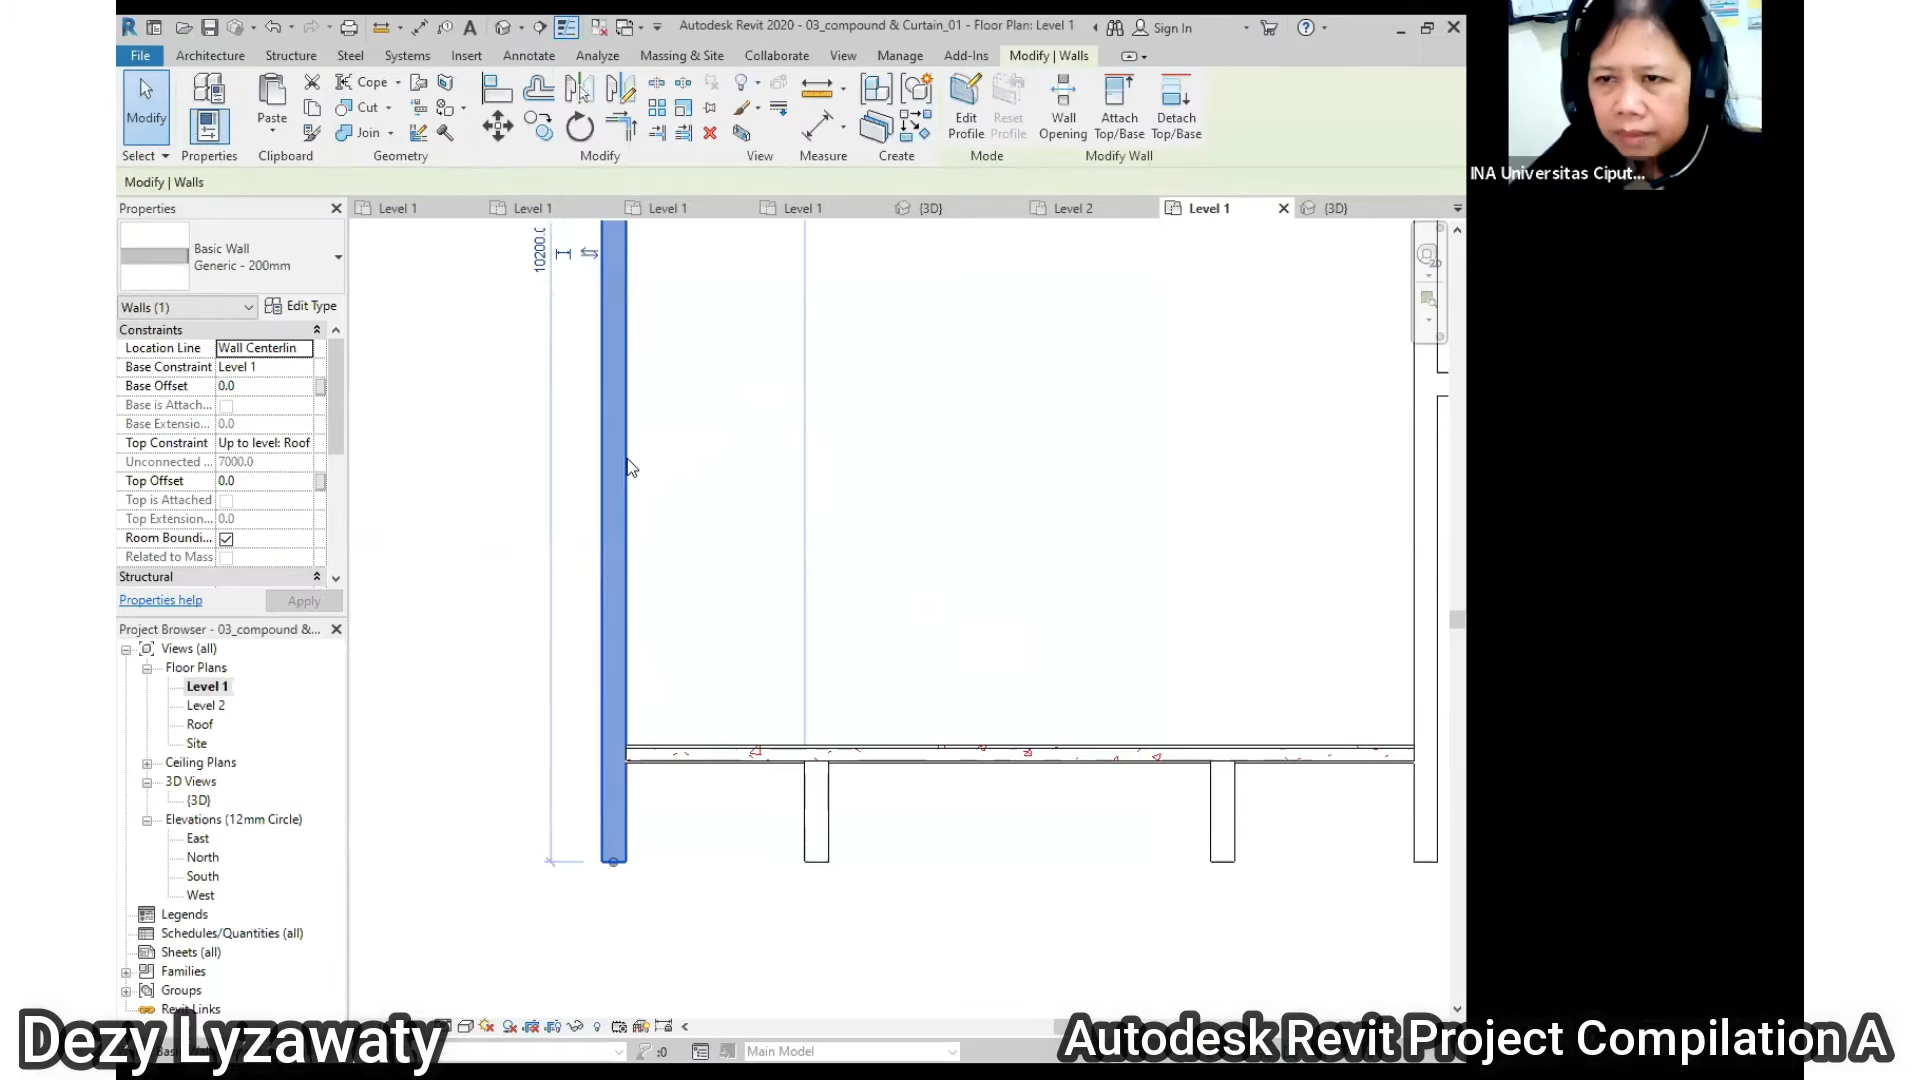 Autodesk Revit 2020 - 03_compound & Curtain_01 - Floor Plan: Level 1
Sign In
File Architecture Structure Steel Systems Insert Annotate Analyze Massing & Site Collaborate View Manage Add-Ins Modify | Walls
Modify
Paste
Cope
Cut
Join
Edit Profile
Reset Profile
Wall Opening
Attach Top/Base
Detach Top/Base
Select Properties Clipboard Geometry Modify View Measure Create Mode Modify Wall
INA Universitas Ciput...
Modify | Walls
Properties
Level 1 Level 1 Level 1 Level 1 {3D} Level 2 Level 1 {3D}
Basic Wall
Generic - 200mm
Walls (1) Edit Type
Constraints
Location Line Wall Centerlin
Base Constraint Level 1
Base Offset 0.0
Base is Attach...
Base Extensio... 0.0
Top Constraint Up to level: Roof
Unconnected ... 7000.0
Top Offset 0.0
Top is Attached
Top Extension... 0.0
Room Boundi...
Related to Mass
Structural
Properties help Apply
10200.0
Project Browser - 03_compound &...
Views (all)
Floor Plans
Level 1
Level 2
Roof
Site
Ceiling Plans
3D Views
{3D}
Elevations (12mm Circle)
East
North
South
West
Legends
Schedules/Quantities (all)
Sheets (all)
Families
Groups
Revit Links
:0 Main Model
Dezy Lyzawaty
Autodesk Revit Project Compilation A